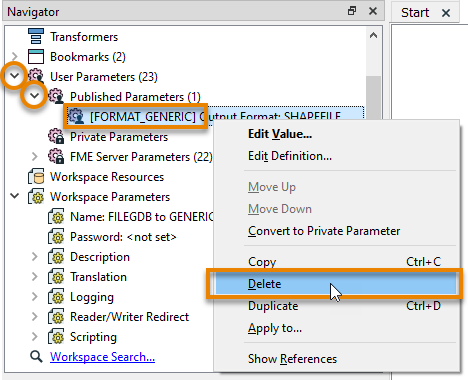 Navigator
Start
Transformers
Bookmarks (2)
User Parameters (23)
Published Parameters (1)
[FORMAT_GENERIC] Output Format: SHAPEFILE
Private Parameters
FME Server Parameters (22)
Workspace Resources
Workspace Parameters
Name: FILEGDB to GENERIC
Password: <not set>
Description
Translation
Logging
Reader/Writer Redirect
Scripting
Workspace Search...
Edit Value...
Edit Definition...
Move Up
Move Down
Convert to Private Parameter
Copy Ctrl+C
Delete
Duplicate Ctrl+D
Apply to...
Show References